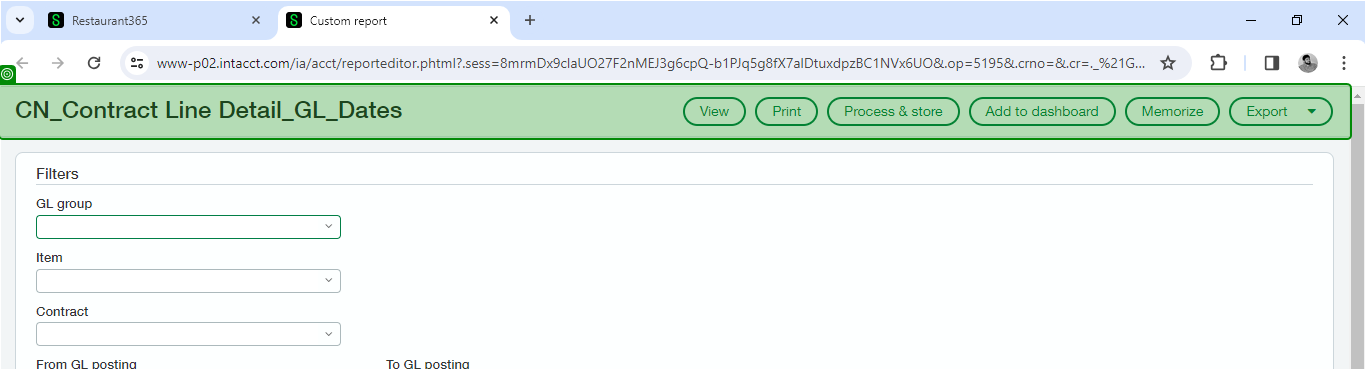 Restaurant365
Custom report
www-p02.intacct.com/ia/acct/reporteditor.phtml?.sess=8mrmDx9claUO27F2nMEJ3g6cpQ-b1PJq5g8fX7alDtuxdpzBC1NVx6UO&.op=5195&.crno=&.cr=._%21G...
CN_Contract Line Detail_GL_Dates
View
Print
Process & store
Add to dashboard
Memorize
Export
Filters
GL group
Item
Contract
From GL posting
To GL posting